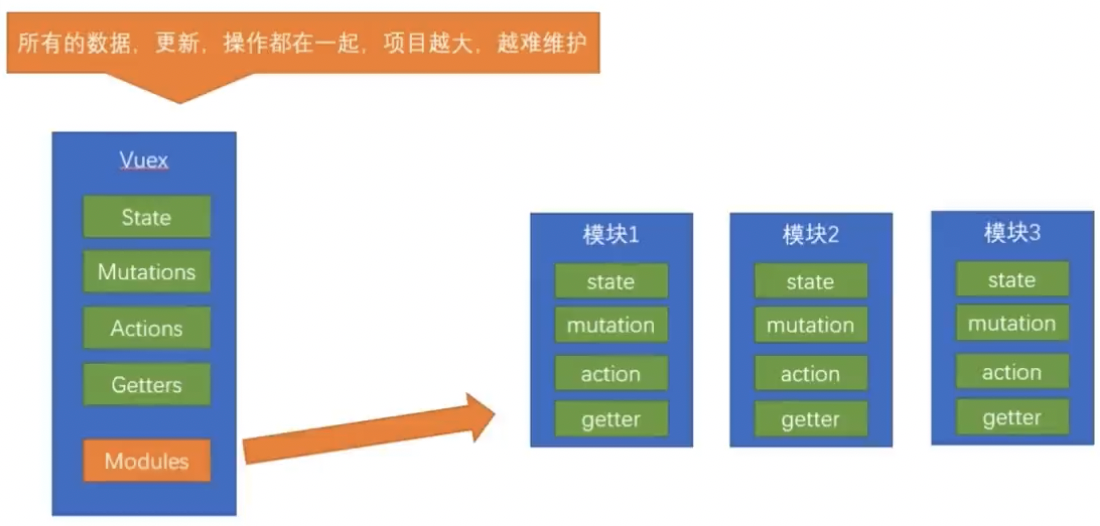 所有的数据，更新，操作都在一起，项目越大，越难维护
Vuex
State
Mutations
Actions
Getters
Modules
模块1
state
mutation
action
getter
模块2
state
mutation
action
getter
模块3
state
mutation
action
getter